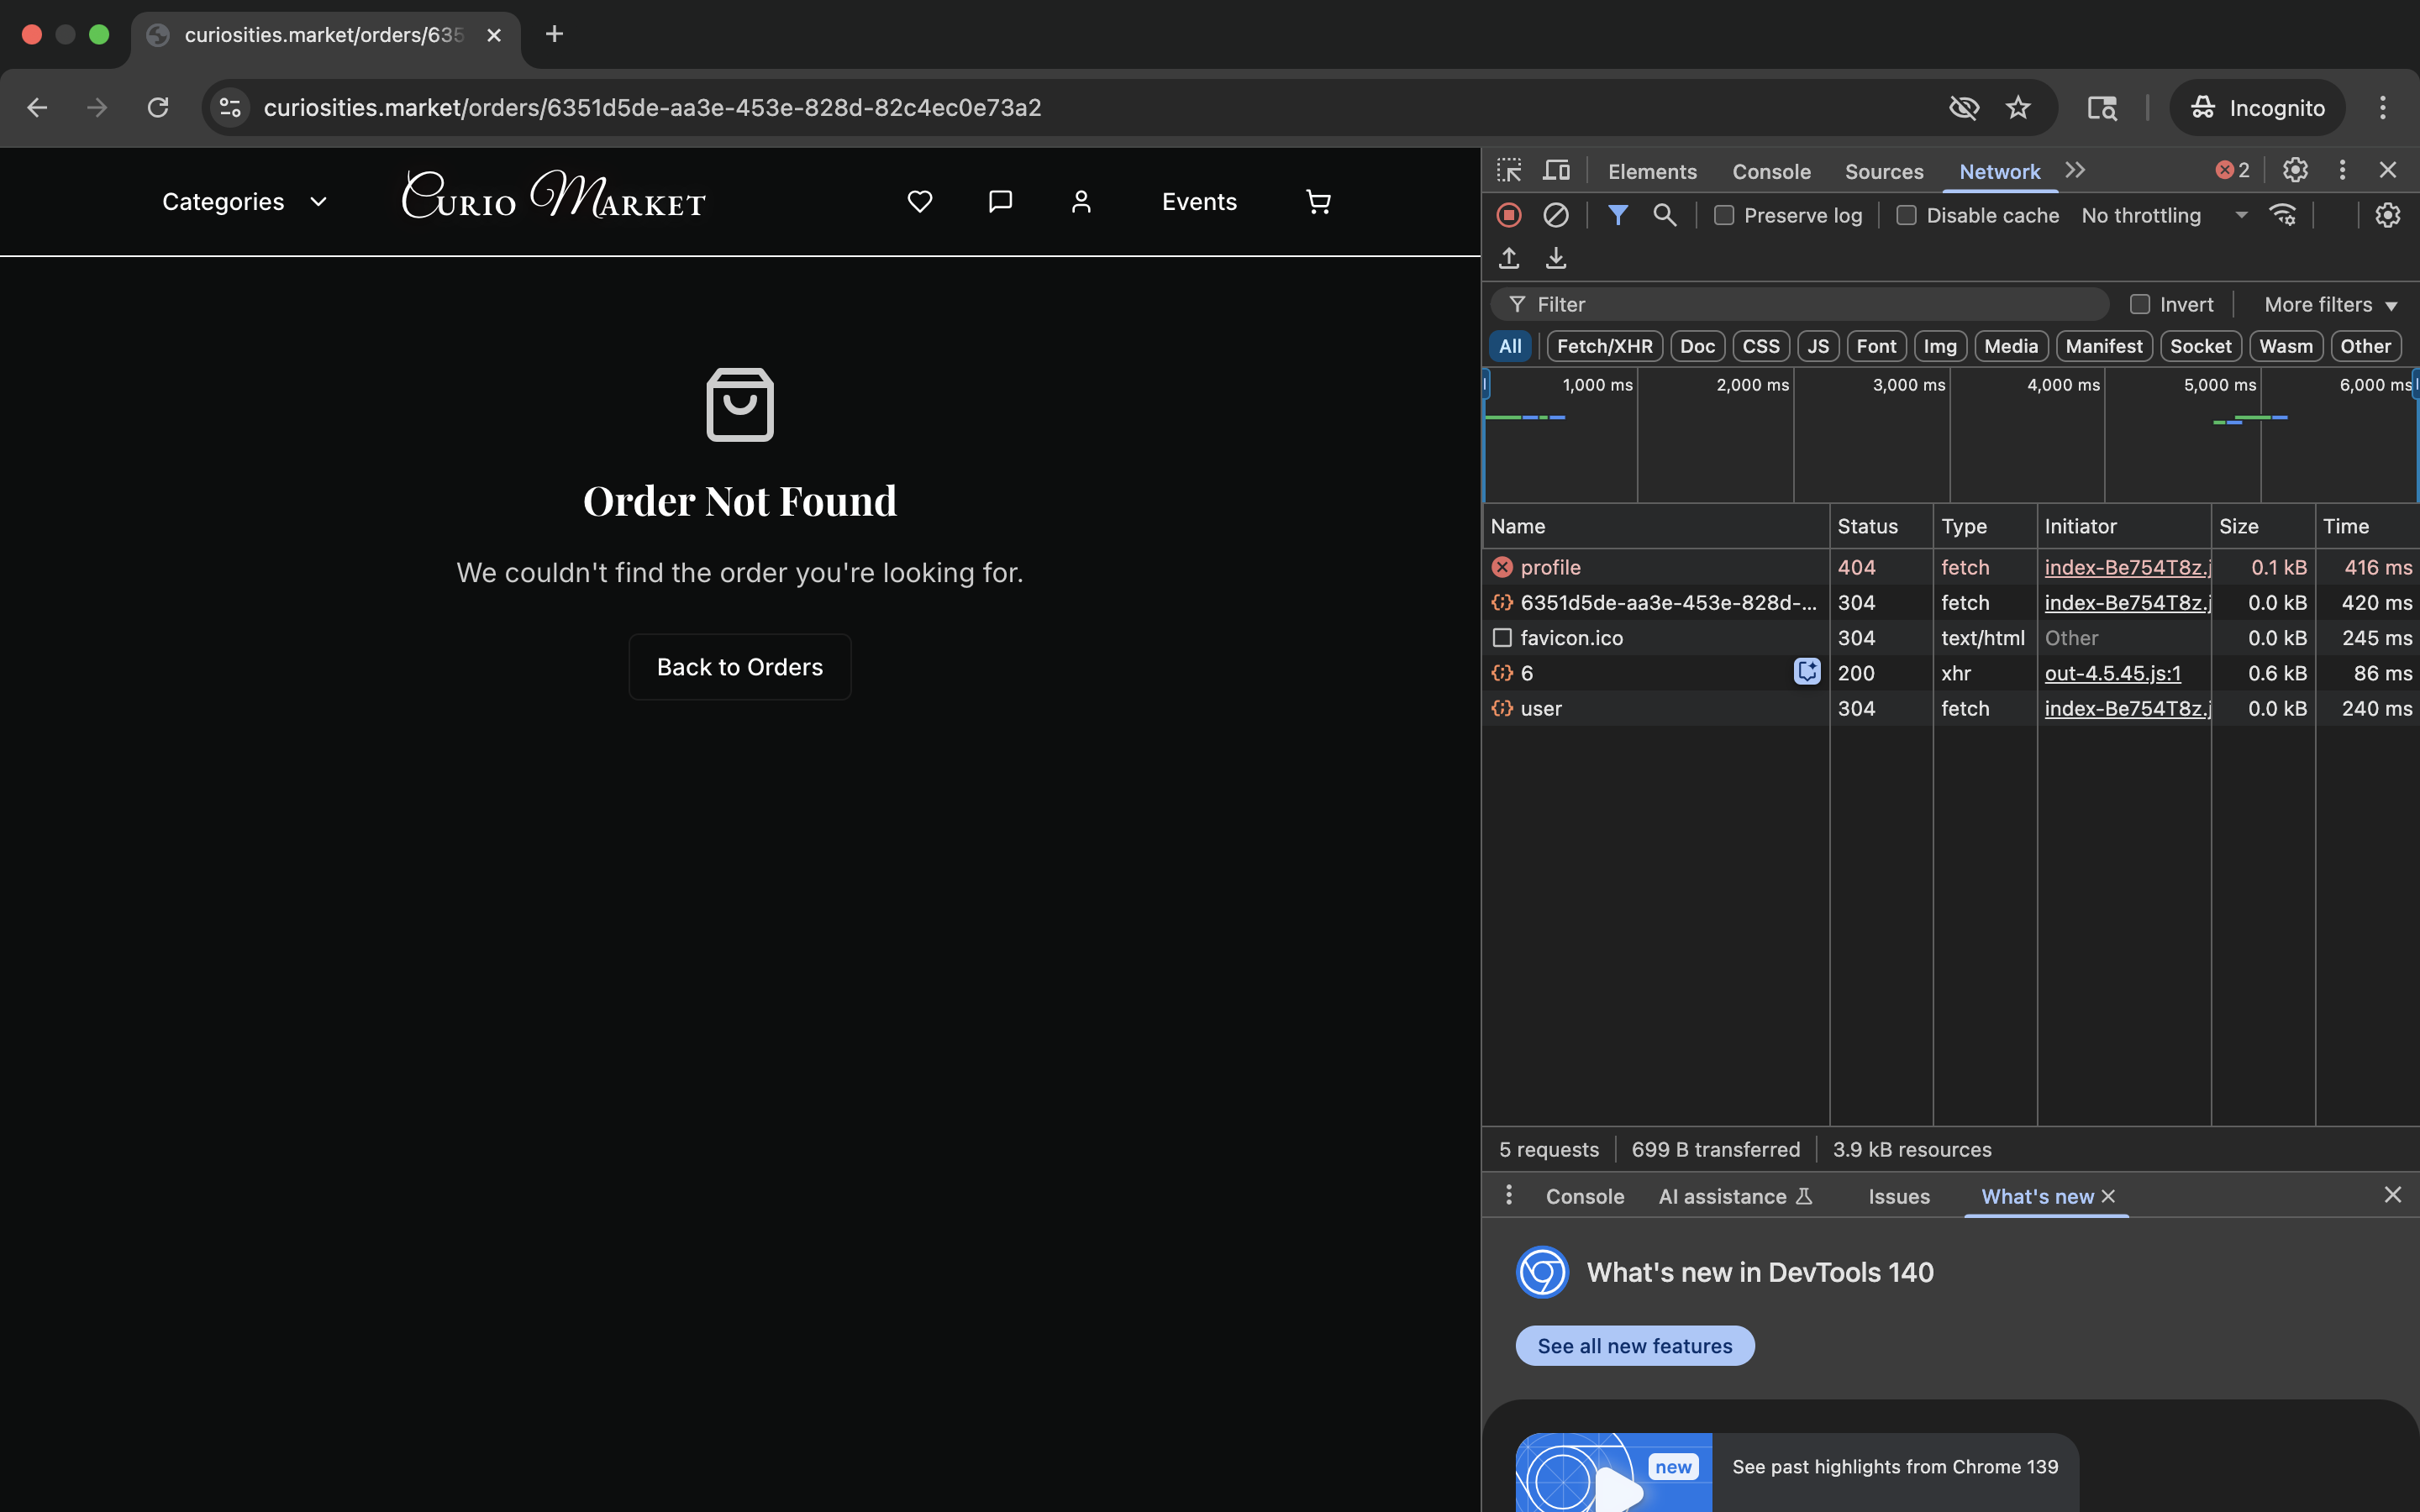 curiosities.market/orders/635
curiosities.market/orders/6351d5de-aa3e-453e-828d-82c4ec0e73a2
Incognito
Categories
Curio Market
Events
Order Not Found
We couldn't find the order you're looking for.
Back to Orders
Elements Console Sources Network
2
Preserve log Disable cache No throttling
Filter
Invert More filters
All Fetch/XHR Doc CSS JS Font Img Media Manifest Socket Wasm Other
1,000 ms 2,000 ms 3,000 ms 4,000 ms 5,000 ms 6,000 ms
Name Status Type Initiator Size Time
profile 404 fetch index-Be754T8z.j 0.1 kB 416 ms
6351d5de-aa3e-453e-828d-... 304 fetch index-Be754T8z.j 0.0 kB 420 ms
favicon.ico 304 text/html Other 0.0 kB 245 ms
6 200 xhr out-4.5.45.js:1 0.6 kB 86 ms
user 304 fetch index-Be754T8z.j 0.0 kB 240 ms
5 requests 699 B transferred 3.9 kB resources
Console AI assistance Issues What's new
What's new in DevTools 140
See all new features
new
See past highlights from Chrome 139